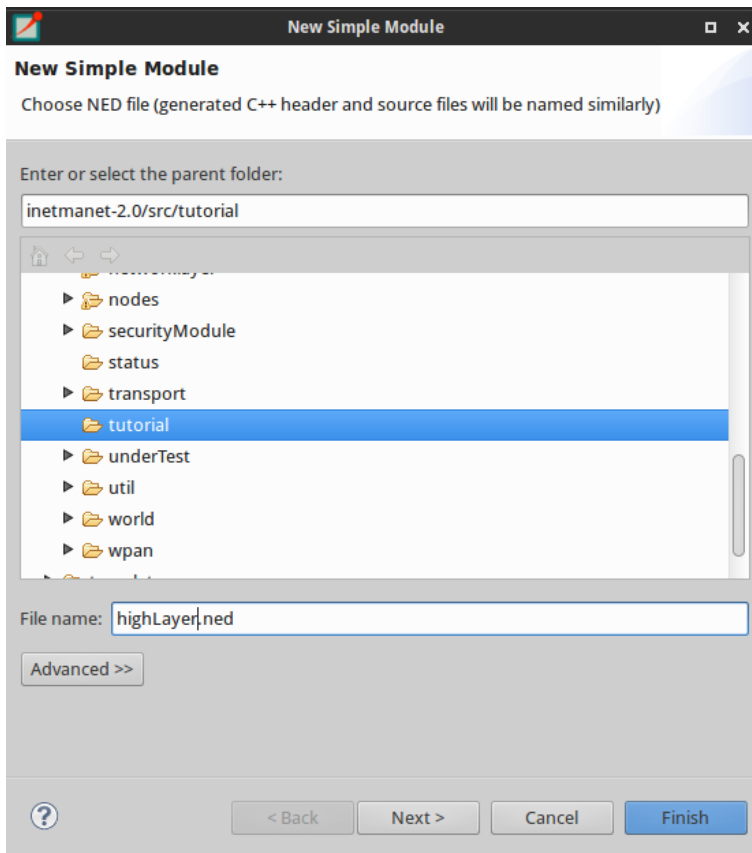 New Simple Module
New Simple Module
Choose NED file (generated C++ header and source files will be named similarly)
Enter or select the parent folder:
inetmanet-2.0/src/tutorial
nodes
securityModule
status
transport
tutorial
underTest
util
world
wpan
File name: highLayer.ned
Advanced >>
? < Back Next > Cancel Finish